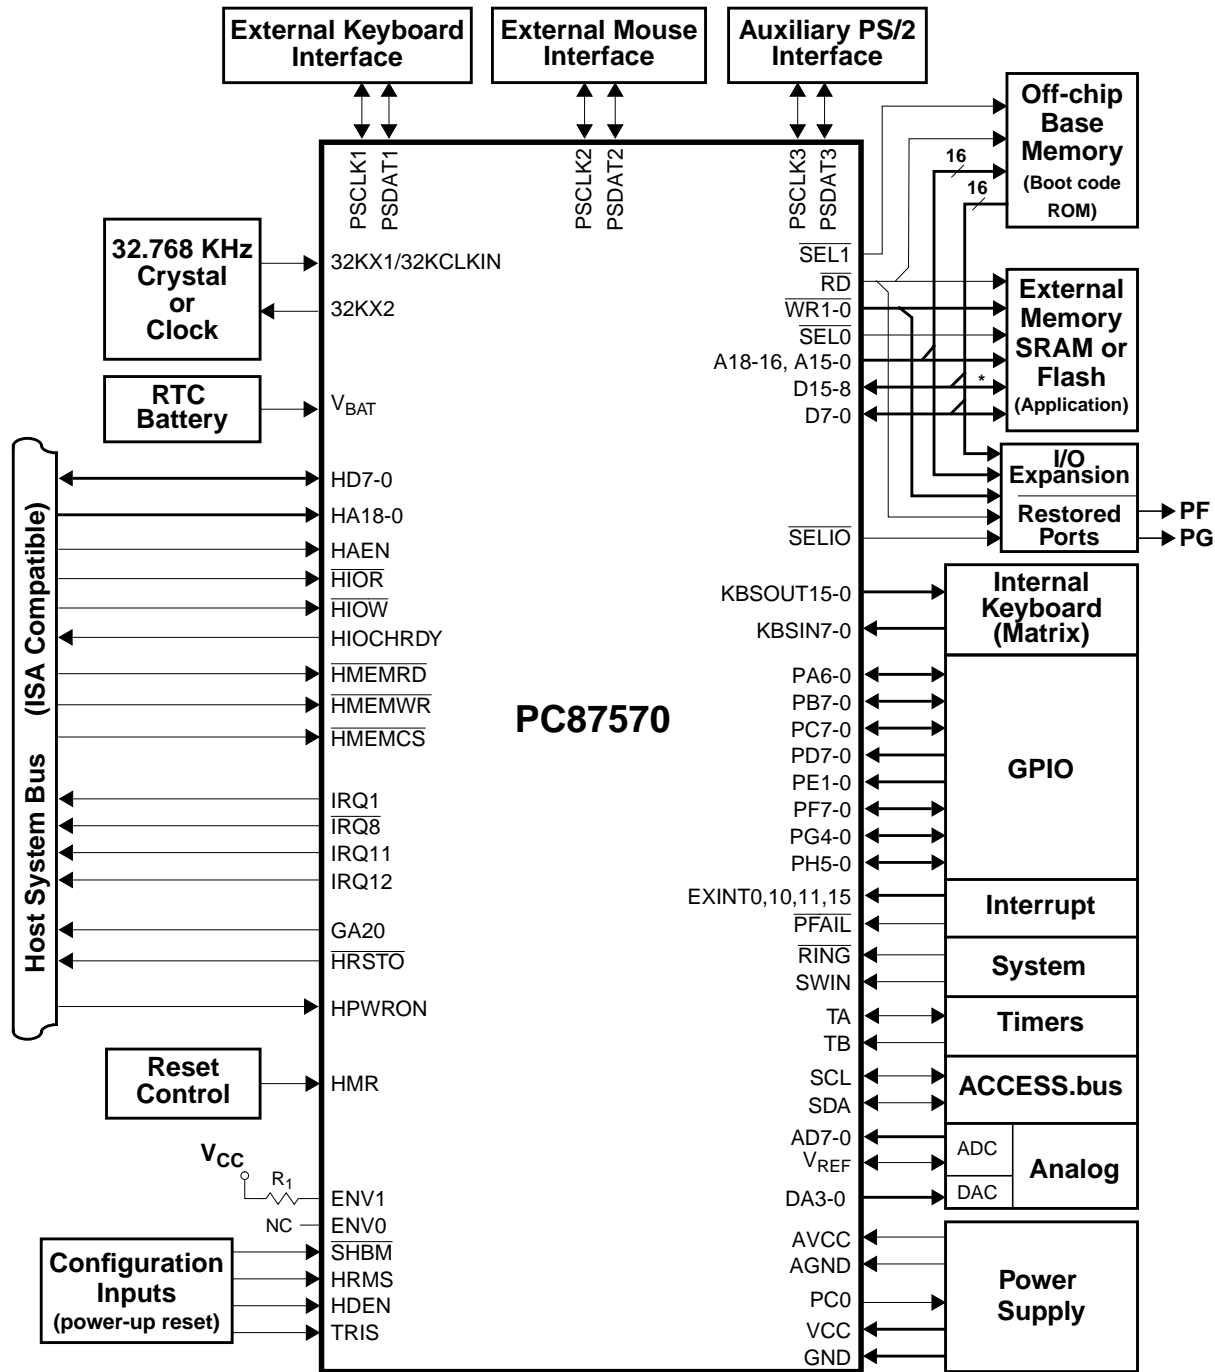 External Keyboard
Interface
External Mouse
Interface
Auxiliary PS/2
Interface
PSCLK1
PSDAT1
PSCLK2
PSDAT2
PSCLK3
PSDAT3
Off-chip
Base
Memory
(Boot code
ROM)
16
16
32.768 KHz
Crystal
or
Clock
32KX1/32KCLKIN
32KX2
RTC
Battery
VBAT
SEL1
RD
WR1-0
SEL0
A18-16, A15-0
D15-8
*
D7-0
External
Memory
SRAM or
Flash
(Application)
I/O
Expansion
Restored
Ports
PF
PG
SELIO
Host System Bus (ISA Compatible)
HD7-0
HA18-0
HAEN
HIOR
HIOW
HIOCHRDY
HMEMRD
HMEMWR
HMEMCS
IRQ1
IRQ8
IRQ11
IRQ12
GA20
HRSTO
HPWRON
PC87570
KBSOUT15-0
KBSIN7-0
Internal
Keyboard
(Matrix)
PA6-0
PB7-0
PC7-0
PD7-0
PE1-0
PF7-0
PG4-0
PH5-0
GPIO
EXINT0,10,11,15
PFAIL
Interrupt
RING
SWIN
System
TA
TB
Timers
SCL
SDA
ACCESS.bus
AD7-0
VREF
DA3-0
ADC
DAC
Analog
Reset
Control
HMR
VCC
R1
ENV1
NC
ENV0
Configuration
Inputs
(power-up reset)
SHBM
HRMS
HDEN
TRIS
AVCC
AGND
PC0
VCC
GND
Power
Supply